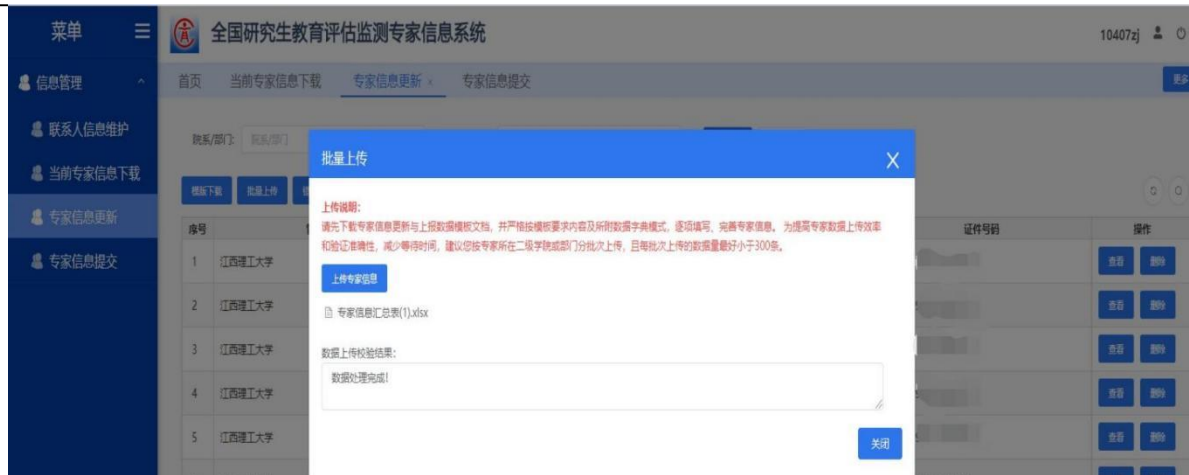 菜单
全国研究生教育评估监测专家信息系统
10407zj
信息管理
首页 当前专家信息下载 专家信息更新 × 专家信息提交
更多
联系人信息维护
当前专家信息下载
专家信息更新
专家信息提交
院系/部门: 院系/部门
模板下载 批量上传
批量上传 X
上传说明:
请先下载专家信息更新与上报数据模板文档，并严格按模板要求内容及所附数据字典模式，逐项填写、完善专家信息。 为提高专家数据上传效率
和验证准确性，减少等待时间，建议您按专家所在二级学院或部门分批次上传，且每批次上传的数据量最好小于300条。
上传专家信息
专家信息汇总表(1).xlsx
数据上传校验结果:
数据处理完成!
关闭
序号 证件号码 操作
1 江西理工大学 查看 删除
2 江西理工大学 查看 删除
3 江西理工大学 查看 删除
4 江西理工大学 查看 删除
5 江西理工大学 查看 删除